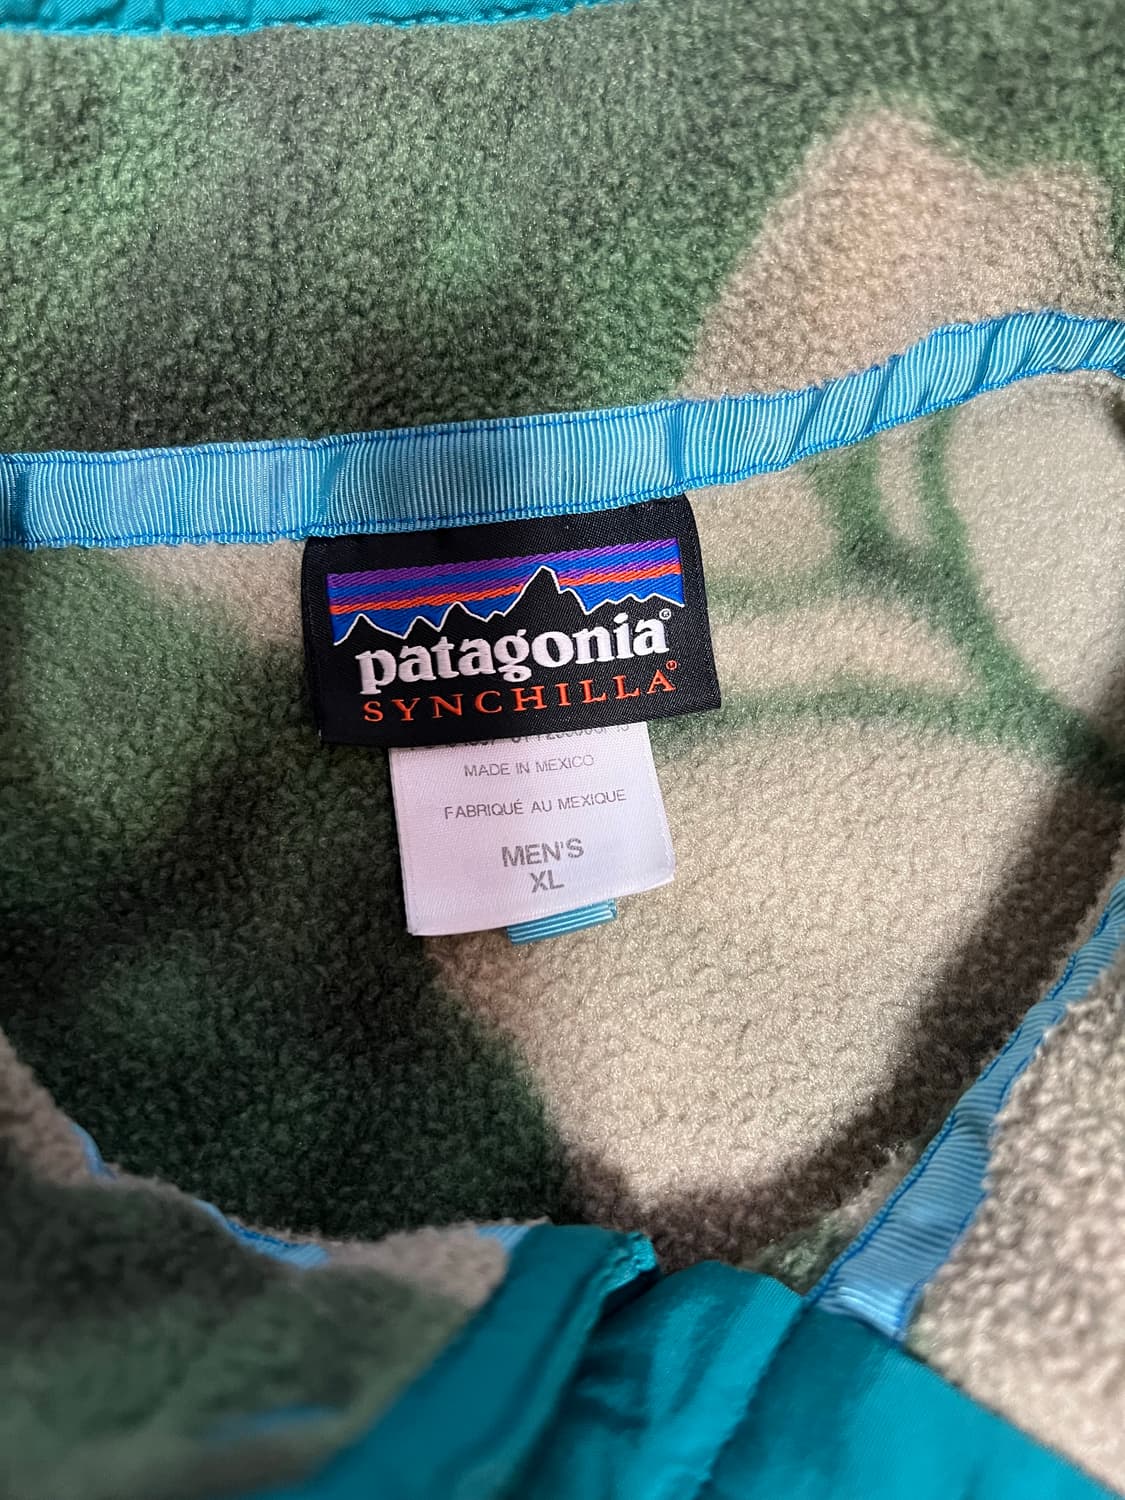 patagonia®
SYNCHILLA®
MADE IN MEXICO
FABRIQUÉ AU MEXIQUE
MEN'S
XL